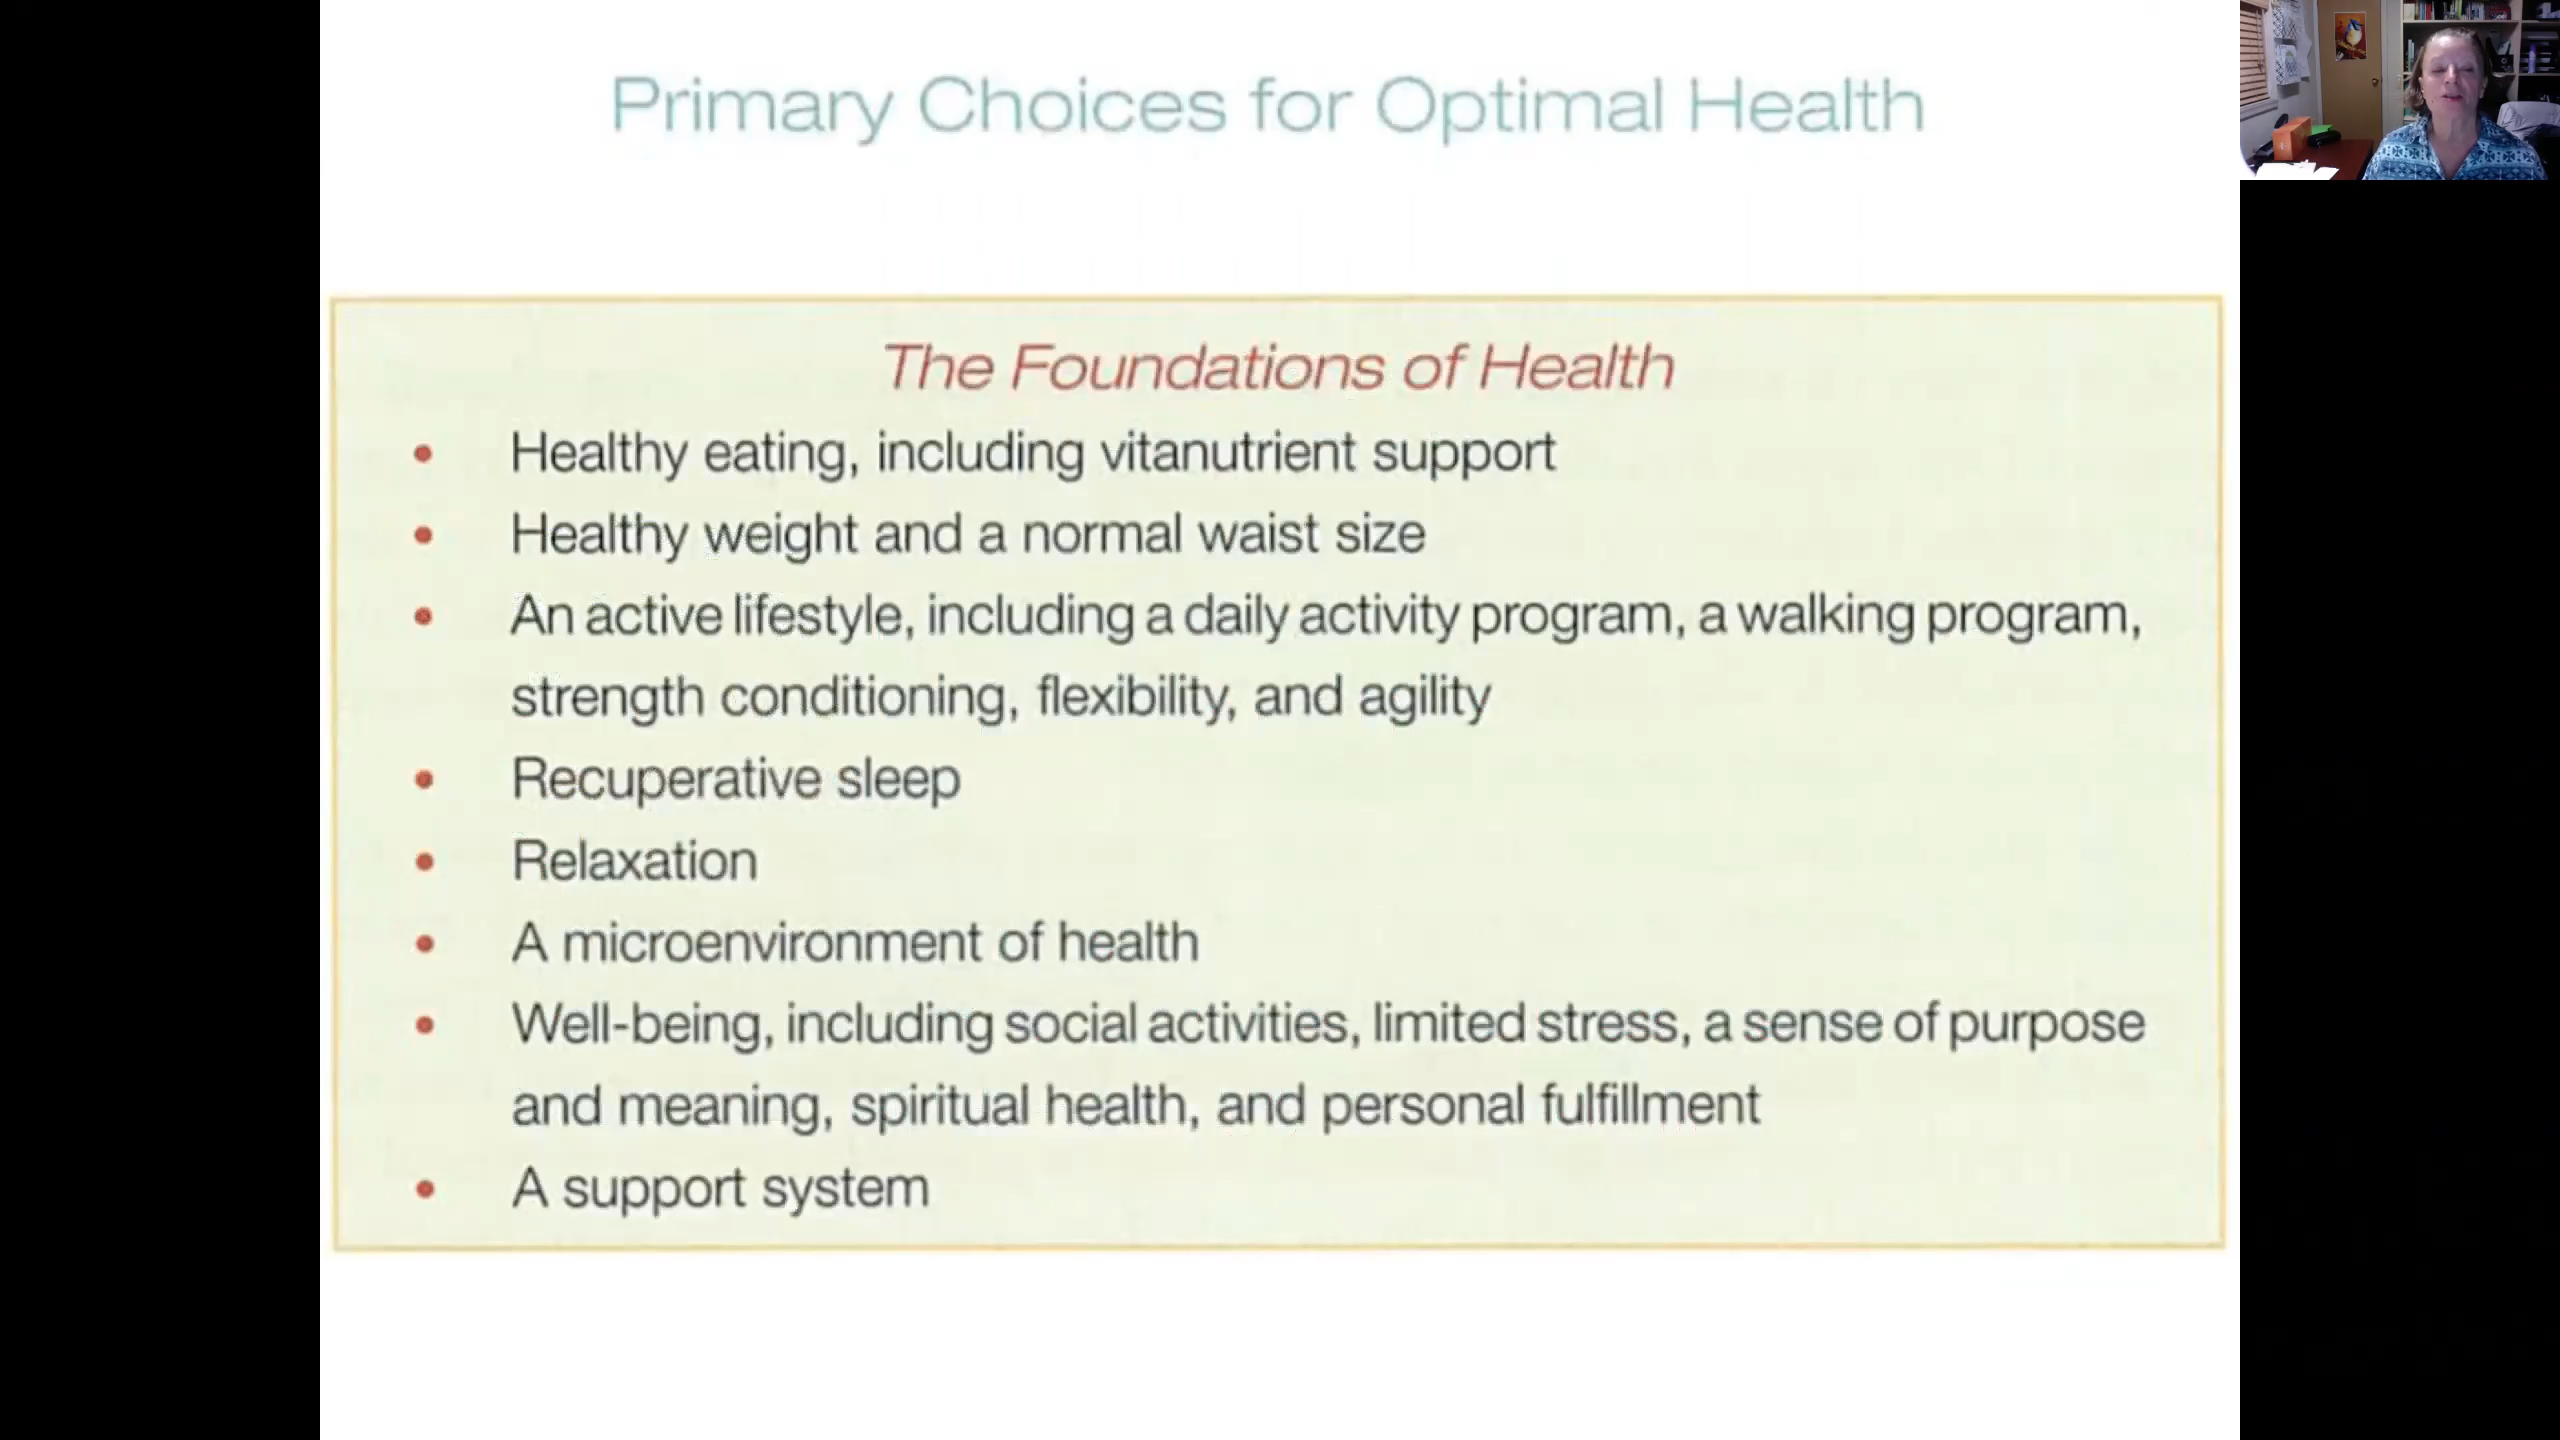 Primary Choices for Optimal Health
The Foundations of Health
• Healthy eating, including vitanutrient support
• Healthy weight and a normal waist size
• An active lifestyle, including a daily activity program, a walking program,
strength conditioning, flexibility, and agility
• Recuperative sleep
• Relaxation
• A microenvironment of health
• Well-being, including social activities, limited stress, a sense of purpose
and meaning, spiritual health, and personal fulfillment
• A support system